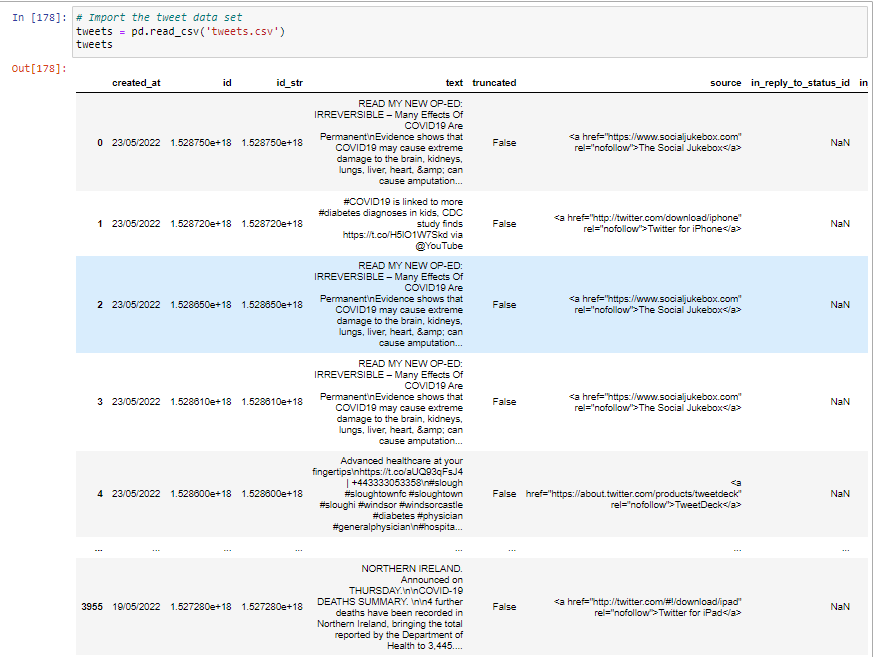 In [178]: # Import the tweet data set
tweets = pd.read_csv('tweets.csv')
tweets
Out[178]:
created_at id id_str text truncated source in_reply_to_status_id in
READ MY NEW OP-ED:
IRREVERSIBLE – Many Effects Of
COVID19 Are
Permanent\nEvidence shows that
0 23/05/2022 1.528750e+18 1.528750e+18 COVID19 may cause extreme False <a href="https://www.socialjukebox.com" NaN
rel="nofollow">The Social Jukebox</a>
damage to the brain, kidneys,
lungs, liver, heart, &amp; can
cause amputation...
#COVID19 is linked to more
#diabetes diagnoses in kids, CDC
1 23/05/2022 1.528720e+18 1.528720e+18 study finds False <a href="http://twitter.com/download/iphone" NaN
rel="nofollow">Twitter for iPhone</a>
https://t.co/H5lO1W7Skd via
@YouTube
READ MY NEW OP-ED:
IRREVERSIBLE – Many Effects Of
COVID19 Are
Permanent\nEvidence shows that
2 23/05/2022 1.528650e+18 1.528650e+18 COVID19 may cause extreme False <a href="https://www.socialjukebox.com" NaN
rel="nofollow">The Social Jukebox</a>
damage to the brain, kidneys,
lungs, liver, heart, &amp; can
cause amputation...
READ MY NEW OP-ED:
IRREVERSIBLE – Many Effects Of
COVID19 Are
Permanent\nEvidence shows that
3 23/05/2022 1.528610e+18 1.528610e+18 COVID19 may cause extreme False <a href="https://www.socialjukebox.com" NaN
rel="nofollow">The Social Jukebox</a>
damage to the brain, kidneys,
lungs, liver, heart, &amp; can
cause amputation...
Advanced healthcare at your
fingertips\nhttps://t.co/aUQ93qFsJ4
| +443333053358\n#slough
<a
4 23/05/2022 1.528600e+18 1.528600e+18 #sloughtownfc #sloughtown False href="https://about.twitter.com/products/tweetdeck" NaN
rel="nofollow">TweetDeck</a>
#sloughi #windsor #windsorcastle
#diabetes #physician
#generalphysician\n#hospita...
... ... ... ... ... ... ... ...
NORTHERN IRELAND.
Announced on
THURSDAY.\n\nCOVID-19
3955 19/05/2022 1.527280e+18 1.527280e+18 DEATHS SUMMARY. \n\n4 further False <a href="http://twitter.com/#!/download/ipad" NaN
rel="nofollow">Twitter for iPad</a>
deaths have been recorded in
Northern Ireland, bringing the total
reported by the Department of
Health to 3,445....